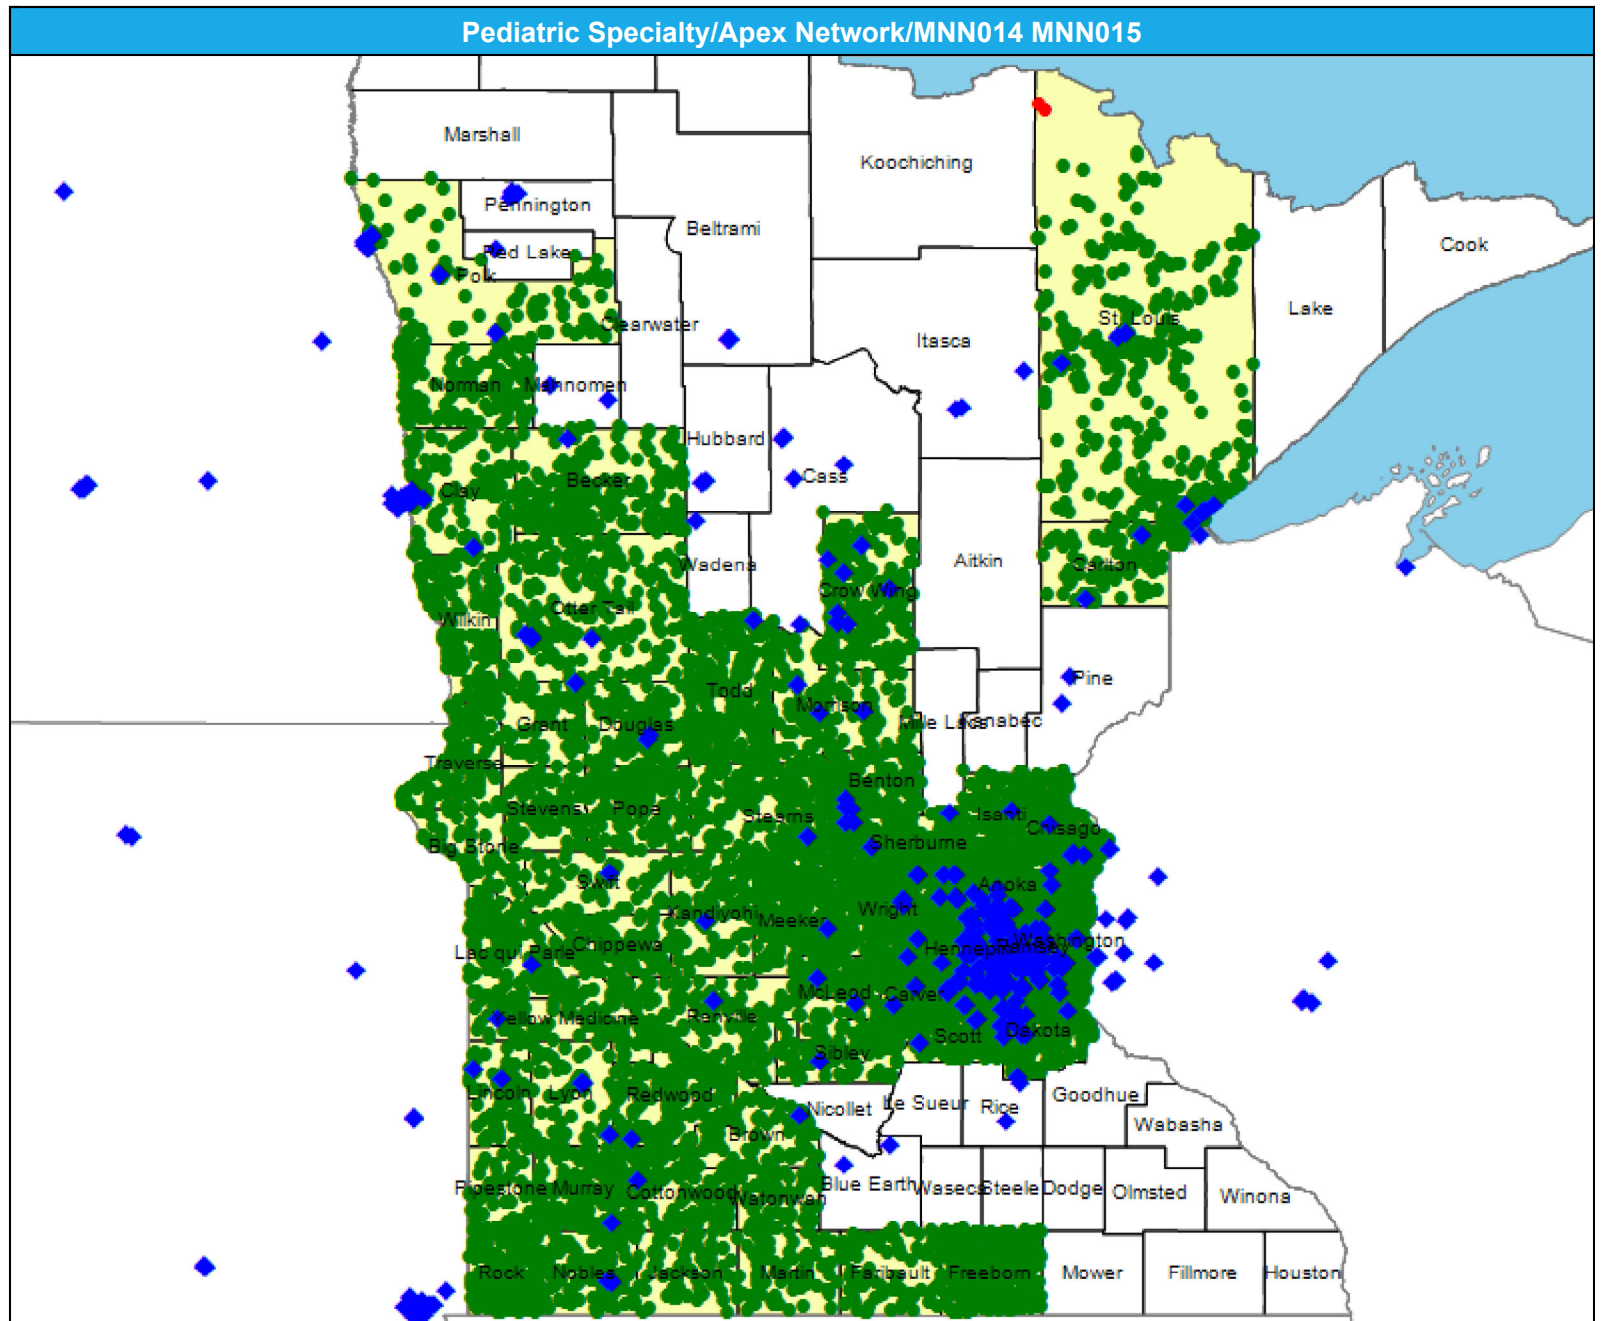 Pediatric Specialty/Apex Network/MNN014 MNN015
Marshall
Koochiching
Pennington
Beltrami
Cook
Red Lake
Polk
Lake
St. Louis
Clearwater
Itasca
Norman
Mahnomen
Hubbard
Cass
Becker
Clay
Aitkin
Wadena
Carlton
Crow Wing
Otter Tail
Wilkin
Pine
Todd
Morrison
Mille Lacs
Kanabec
Grant
Douglas
Traverse
Benton
Stevens
Pope
Stearns
Isanti
Chisago
Sherburne
Big Stone
Swift
Anoka
Kandiyohi
Meeker
Wright
Washington
Hennepin
Ramsey
Lac qui Parle
Chippewa
McLeod
Carver
Yellow Medicine
Renville
Scott
Dakota
Sibley
Lincoln
Lyon
Redwood
Goodhue
Nicollet
Le Sueur
Rice
Wabasha
Brown
Blue Earth
Waseca
Steele
Dodge
Olmsted
Winona
Pipestone
Murray
Cottonwood
Watonwan
Rock
Nobles
Jackson
Martin
Faribault
Freeborn
Mower
Fillmore
Houston